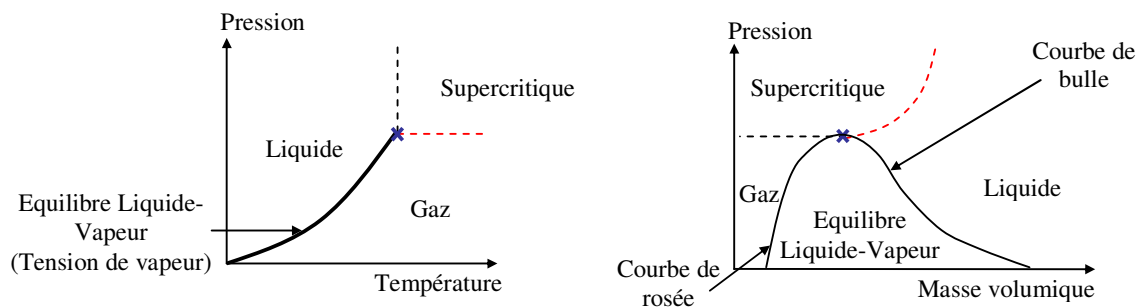 Pression
Supercritique
Liquide
Equilibre Liquide-
Vapeur
(Tension de vapeur)
Gaz
Température
Pression
Courbe de
bulle
Supercritique
Gaz
Liquide
Equilibre
Liquide-Vapeur
Courbe de
rosée
Masse volumique